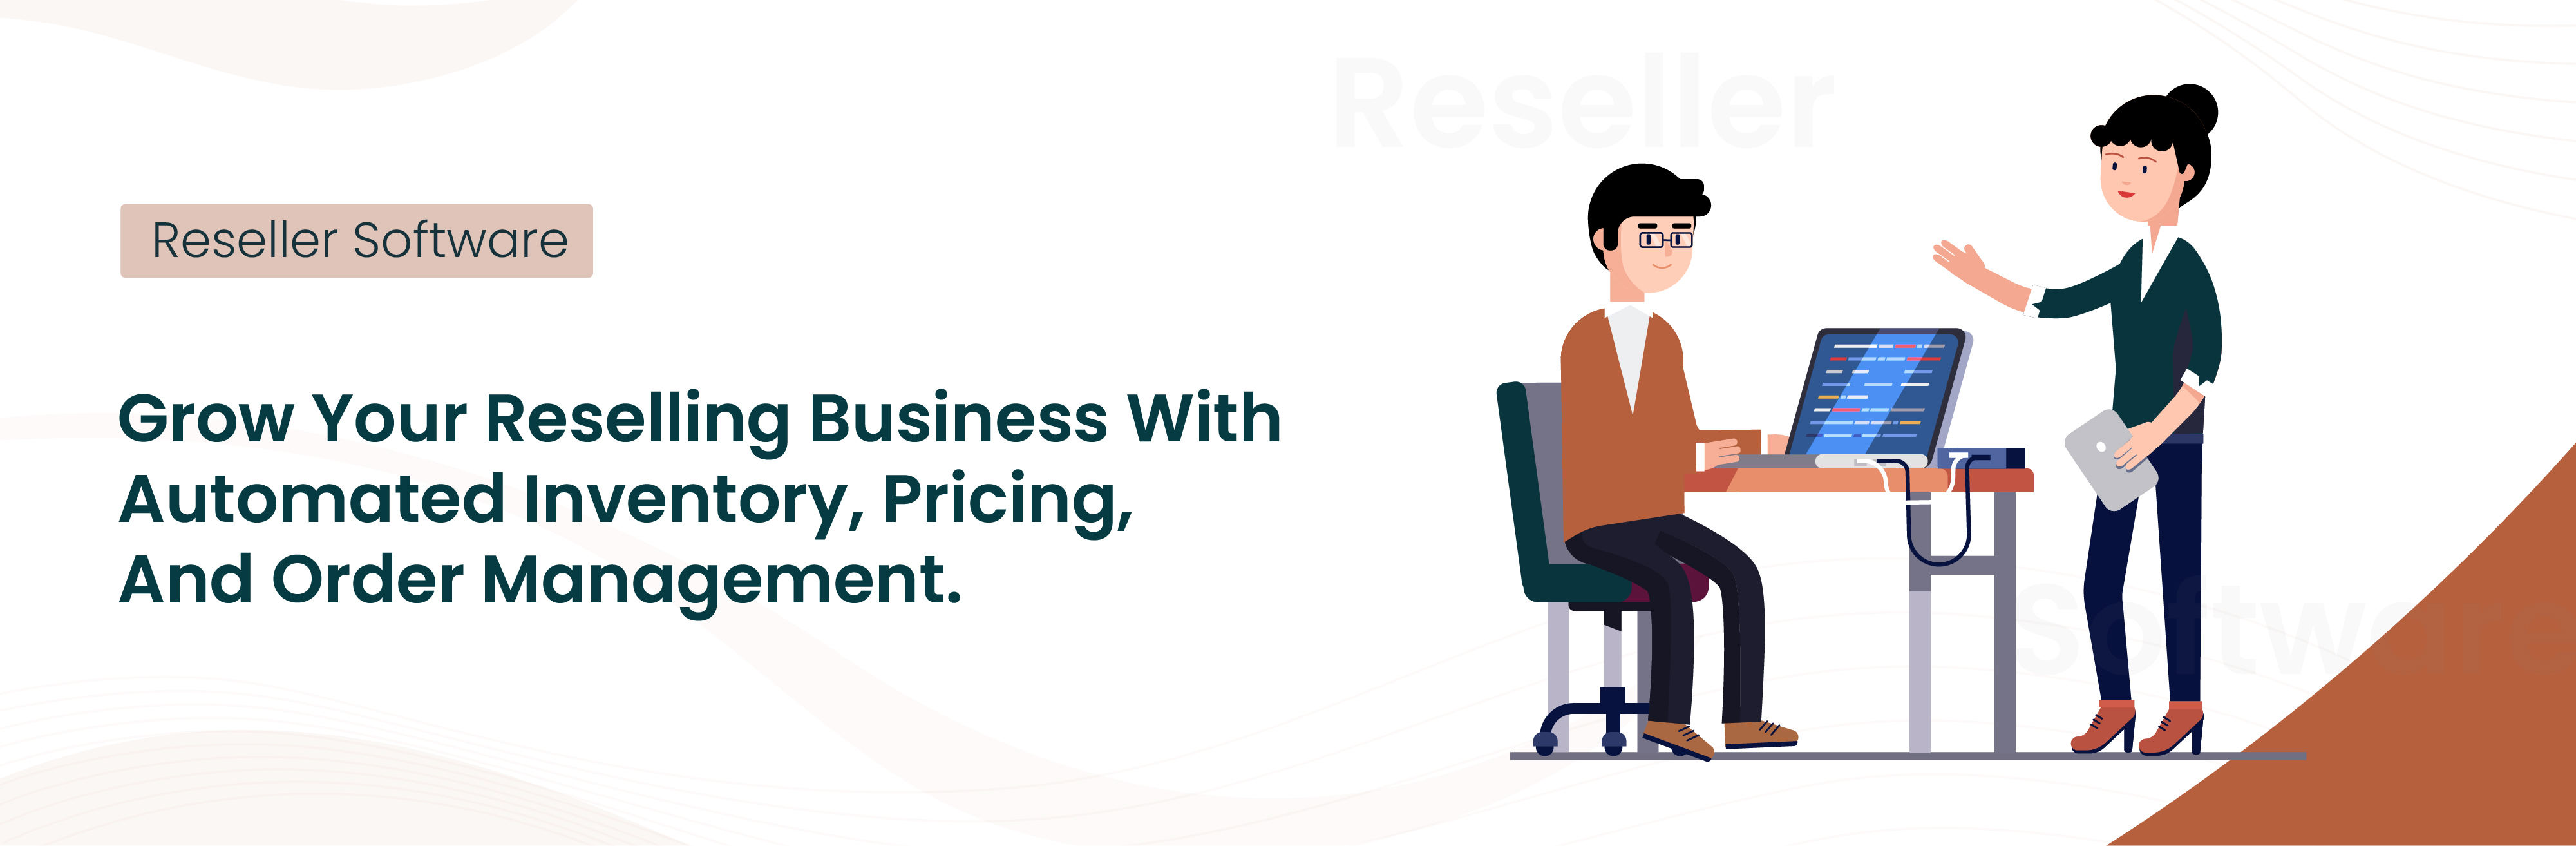 Reseller
Reseller Software
Grow Your Reselling Business With
Automated Inventory, Pricing,
And Order Management.
Software